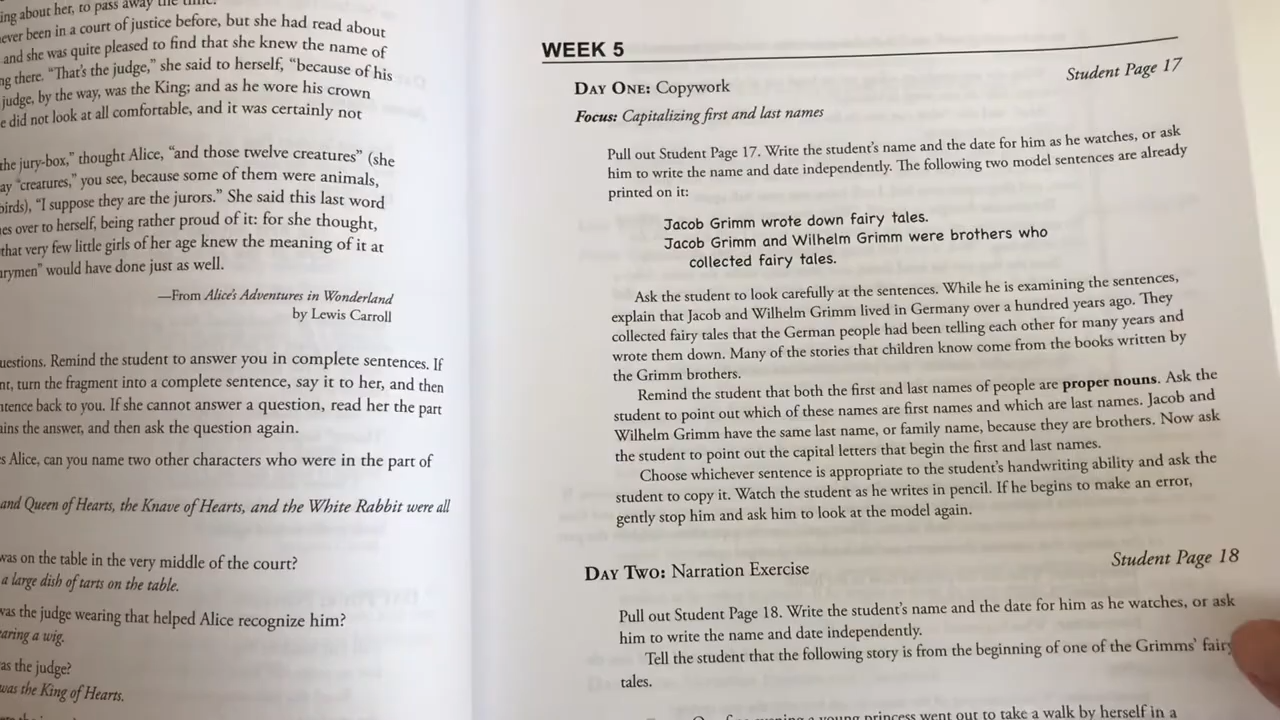 ing about her, to pass away the time.
ever been in a court of justice before, but she had read about
and she was quite pleased to find that she knew the name of
ng there. “That’s the judge,” she said to herself, “because of his
judge, by the way, was the King; and as he wore his crown
e did not look at all comfortable, and it was certainly not
the jury-box,” thought Alice, “and those twelve creatures” (she
ay “creatures,” you see, because some of them were animals,
birds), “I suppose they are the jurors.” She said this last word
es over to herself, being rather proud of it: for she thought,
that very few little girls of her age knew the meaning of it at
urymen” would have done just as well.
—From Alice’s Adventures in Wonderland
by Lewis Carroll
uestions. Remind the student to answer you in complete sentences. If
nt, turn the fragment into a complete sentence, say it to her, and then
ntence back to you. If she cannot answer a question, read her the part
ains the answer, and then ask the question again.
s Alice, can you name two other characters who were in the part of
and Queen of Hearts, the Knave of Hearts, and the White Rabbit were all
was on the table in the very middle of the court?
a large dish of tarts on the table.
was the judge wearing that helped Alice recognize him?
earing a wig.
as the judge?
was the King of Hearts.
WEEK 5
DAY ONE: Copywork
Student Page 17
Focus: Capitalizing first and last names
Pull out Student Page 17. Write the student’s name and the date for him as he watches, or ask
him to write the name and date independently. The following two model sentences are already
printed on it:
Jacob Grimm wrote down fairy tales.
Jacob Grimm and Wilhelm Grimm were brothers who
collected fairy tales.
Ask the student to look carefully at the sentences. While he is examining the sentences,
explain that Jacob and Wilhelm Grimm lived in Germany over a hundred years ago. They
collected fairy tales that the German people had been telling each other for many years and
wrote them down. Many of the stories that children know come from the books written by
the Grimm brothers.
Remind the student that both the first and last names of people are proper nouns. Ask the
student to point out which of these names are first names and which are last names. Jacob and
Wilhelm Grimm have the same last name, or family name, because they are brothers. Now ask
the student to point out the capital letters that begin the first and last names.
Choose whichever sentence is appropriate to the student’s handwriting ability and ask the
student to copy it. Watch the student as he writes in pencil. If he begins to make an error,
gently stop him and ask him to look at the model again.
DAY TWO: Narration Exercise
Student Page 18
Pull out Student Page 18. Write the student’s name and the date for him as he watches, or ask
him to write the name and date independently.
Tell the student that the following story is from the beginning of one of the Grimms’ fairy
tales.
a young princess went out to take a walk by herself in a